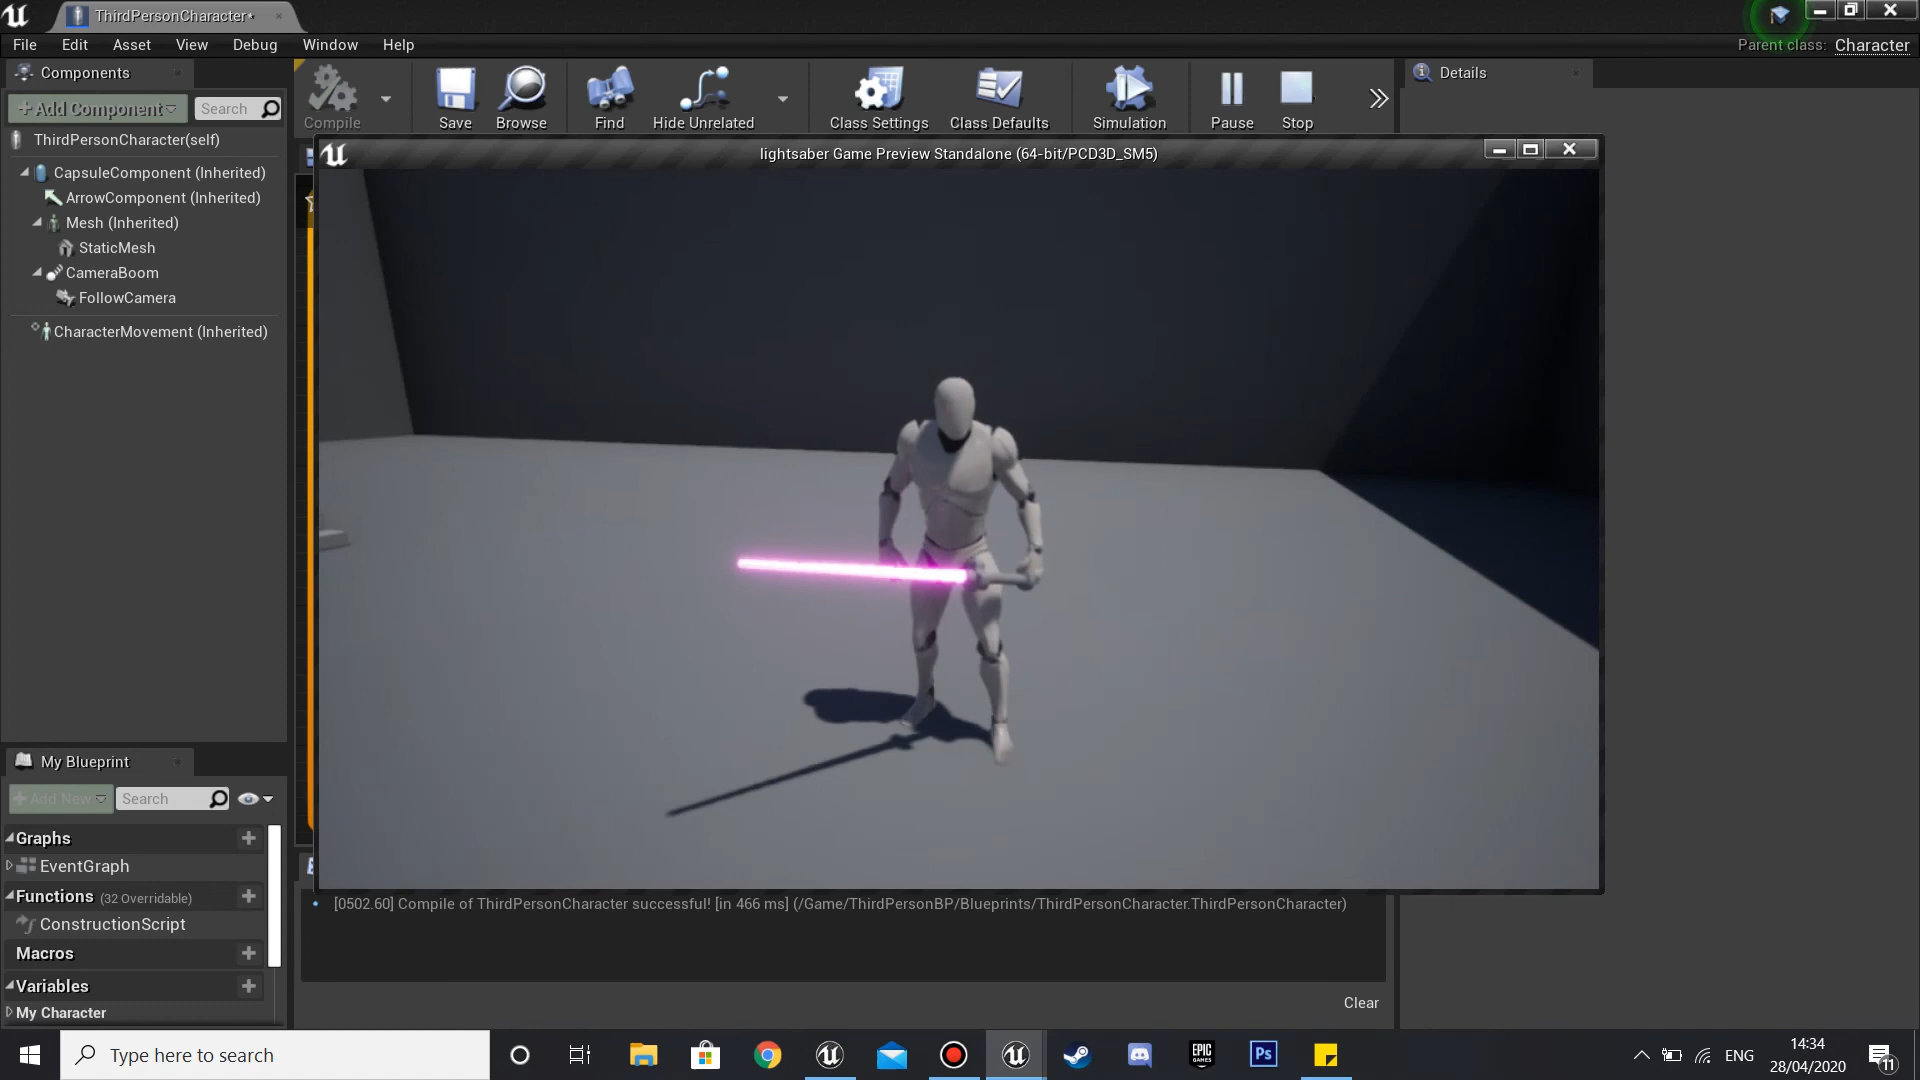 ThirdPersonCharacter*
File Edit Asset View Debug Window Help
Parent class: Character
Components
+Add Component
Search
Compile
Save
Browse
Find
Hide Unrelated
Class Settings
Class Defaults
Simulation
Pause
Stop
Details
ThirdPersonCharacter(self)
lightsaber Game Preview Standalone (64-bit/PCD3D_SM5)
CapsuleComponent (Inherited)
ArrowComponent (Inherited)
Mesh (Inherited)
StaticMesh
CameraBoom
FollowCamera
CharacterMovement (Inherited)
My Blueprint
+Add New
Search
Graphs
EventGraph
Functions (32 Overridable)
ConstructionScript
Macros
Variables
My Character
[0502.60] Compile of ThirdPersonCharacter successful! [in 466 ms] (/Game/ThirdPersonBP/Blueprints/ThirdPersonCharacter.ThirdPersonCharacter)
Clear
Type here to search
EPIC
GAMES
Ps
ENG
14:34
28/04/2020
11